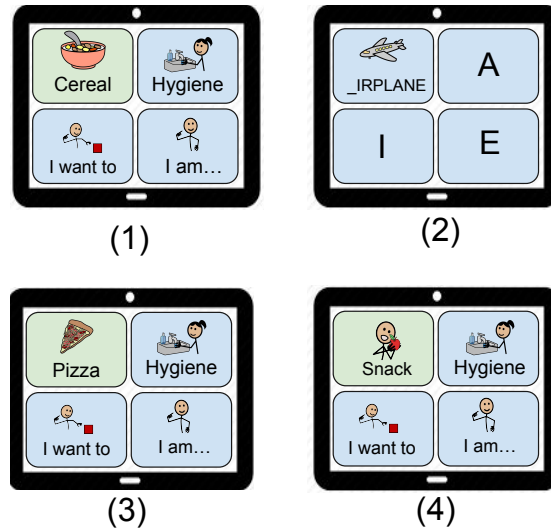 Cereal
Hygiene
I want to
I am…
(1)
_IRPLANE
A
I
E
(2)
Pizza
Hygiene
I want to
I am…
(3)
Snack
Hygiene
I want to
I am…
(4)